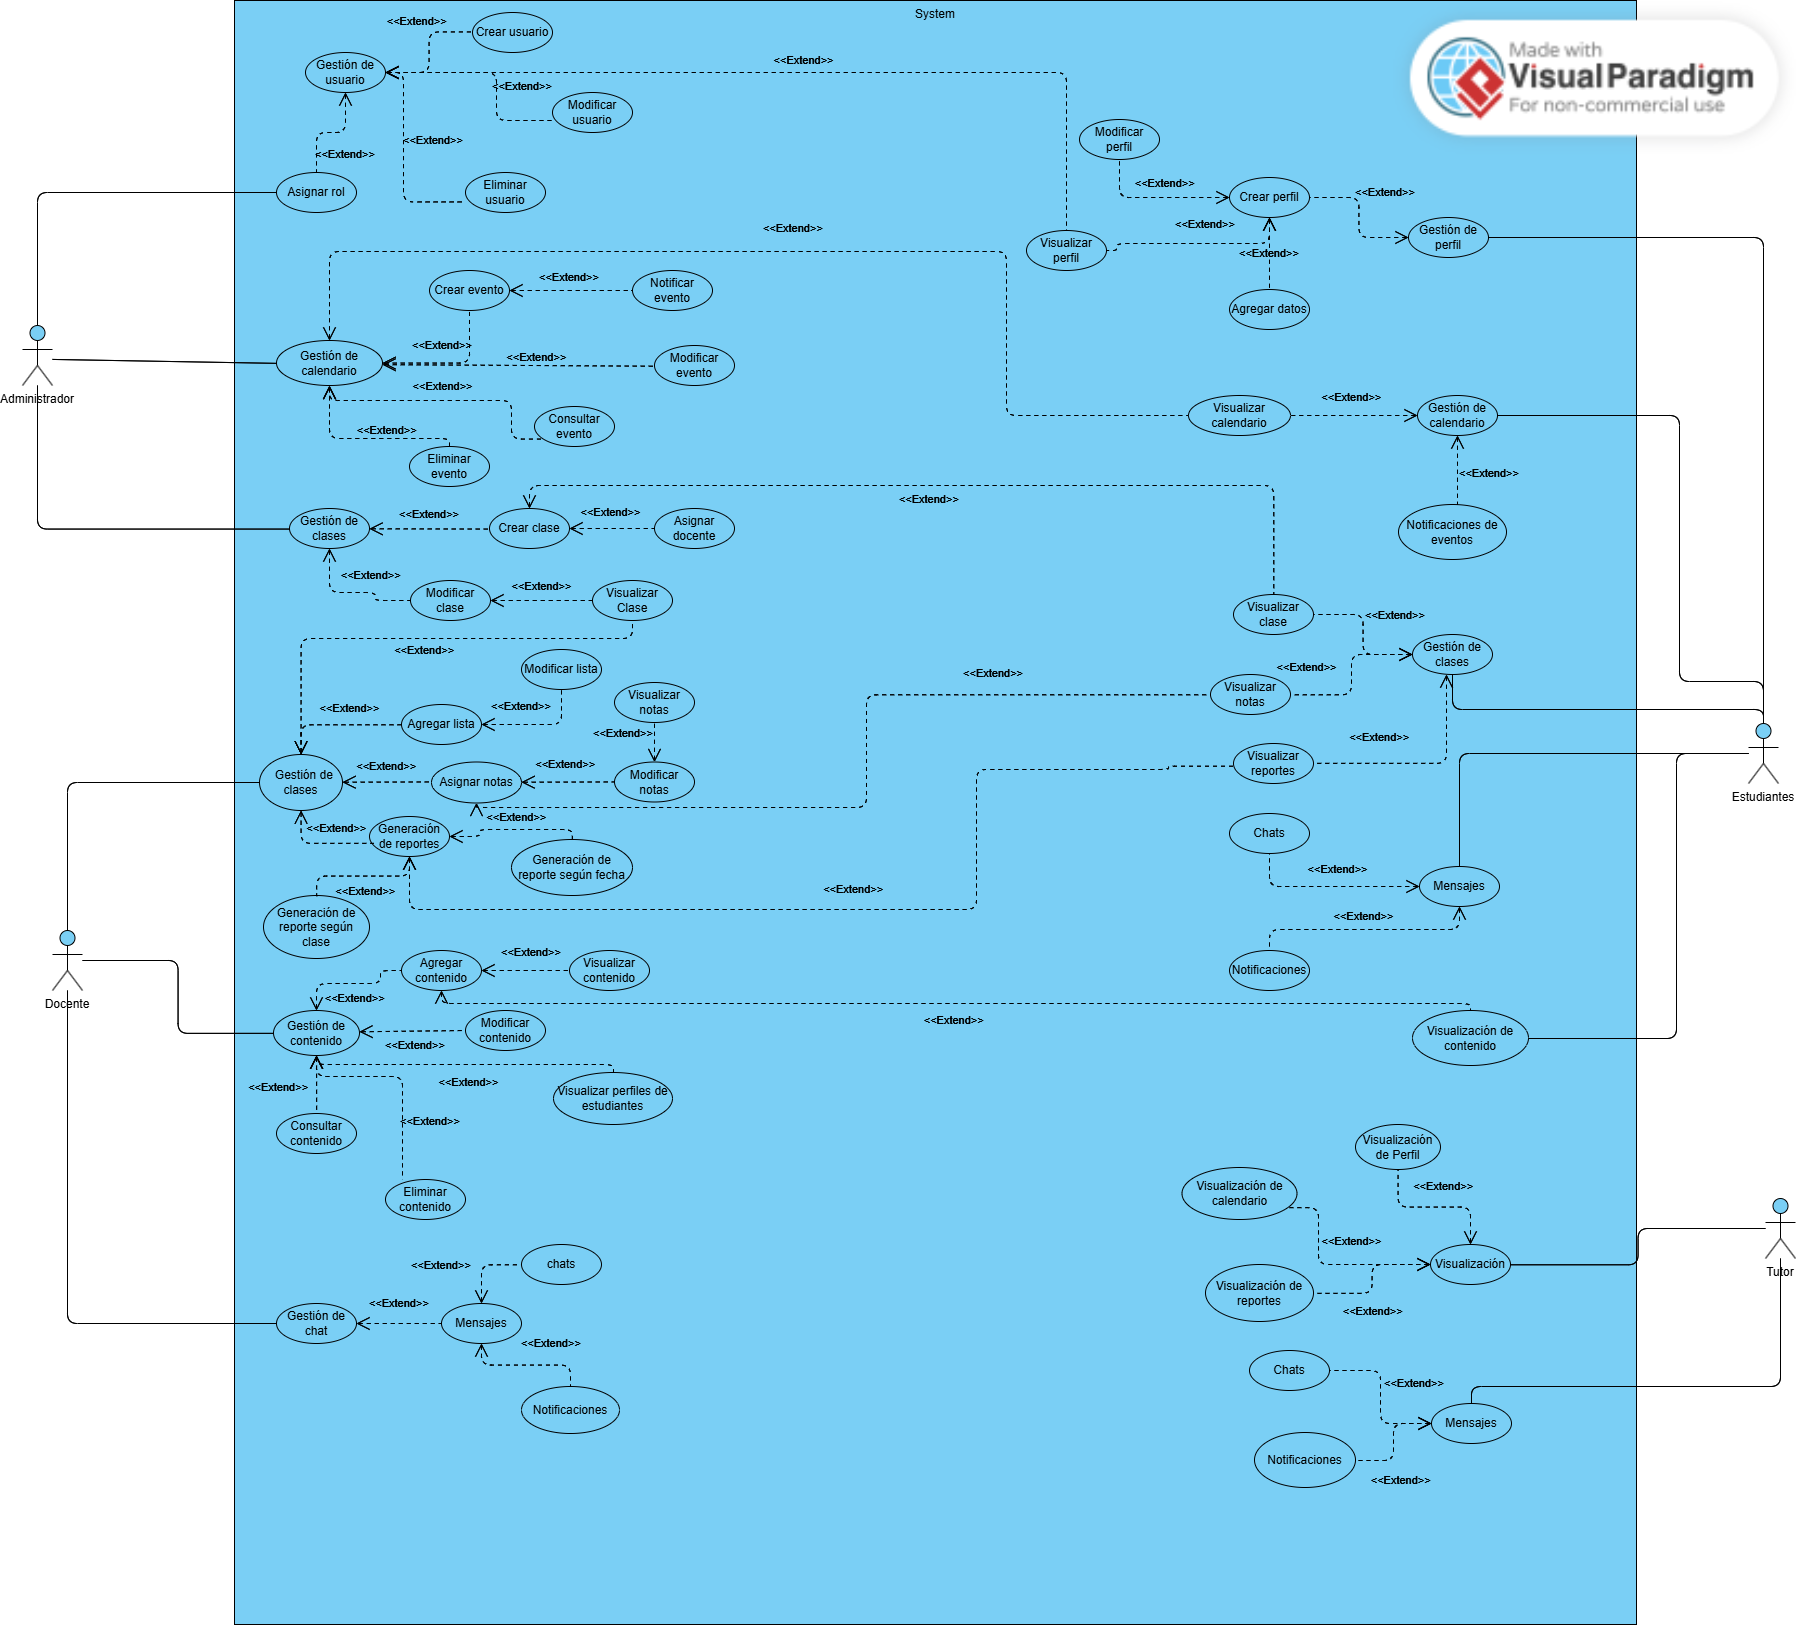 System
Made with
Visual Paradigm
For non-commercial use
<<Extend>>
Crear usuario
Gestión de
usuario
<<Extend>>
<<Extend>>
Modificar
usuario
<<Extend>>
<<Extend>>
Asignar rol
Eliminar
usuario
Modificar
perfil
<<Extend>>
Crear perfil
<<Extend>>
<<Extend>>
Gestión de
perfil
Visualizar
perfil
<<Extend>>
Agregar datos
<<Extend>>
Crear evento
<<Extend>>
Notificar
evento
Administrador
Gestión de
calendario
<<Extend>>
<<Extend>>
Modificar
evento
<<Extend>>
Consultar
evento
<<Extend>>
Eliminar
evento
Visualizar
calendario
<<Extend>>
Gestión de
calendario
<<Extend>>
Notificaciones de
eventos
<<Extend>>
Gestión de
clases
<<Extend>>
Crear clase
<<Extend>>
Asignar
docente
<<Extend>>
Modificar
clase
<<Extend>>
Visualizar
Clase
<<Extend>>
Visualizar
clase
<<Extend>>
Gestión de
clases
<<Extend>>
Visualizar
notas
<<Extend>>
Modificar lista
<<Extend>>
Agregar lista
<<Extend>>
Visualizar
notas
<<Extend>>
Gestión de
clases
<<Extend>>
Asignar notas
<<Extend>>
Modificar
notas
Visualizar
reportes
<<Extend>>
Estudiantes
<<Extend>>
Generación
de reportes
<<Extend>>
Generación de
reporte según fecha
<<Extend>>
Generación de
reporte según
clase
<<Extend>>
Chats
<<Extend>>
Mensajes
<<Extend>>
Notificaciones
Docente
Agregar
contenido
<<Extend>>
Visualizar
contenido
<<Extend>>
Gestión de
contenido
<<Extend>>
Modificar
contenido
<<Extend>>
Visualización de
contenido
<<Extend>>
<<Extend>>
Visualizar perfiles de
estudiantes
Consultar
contenido
<<Extend>>
Eliminar
contenido
Visualización
de Perfil
<<Extend>>
Visualización de
calendario
<<Extend>>
Visualización
Visualización de
reportes
<<Extend>>
Tutor
<<Extend>>
chats
Gestión de
chat
<<Extend>>
Mensajes
<<Extend>>
Notificaciones
Chats
<<Extend>>
Mensajes
Notificaciones
<<Extend>>